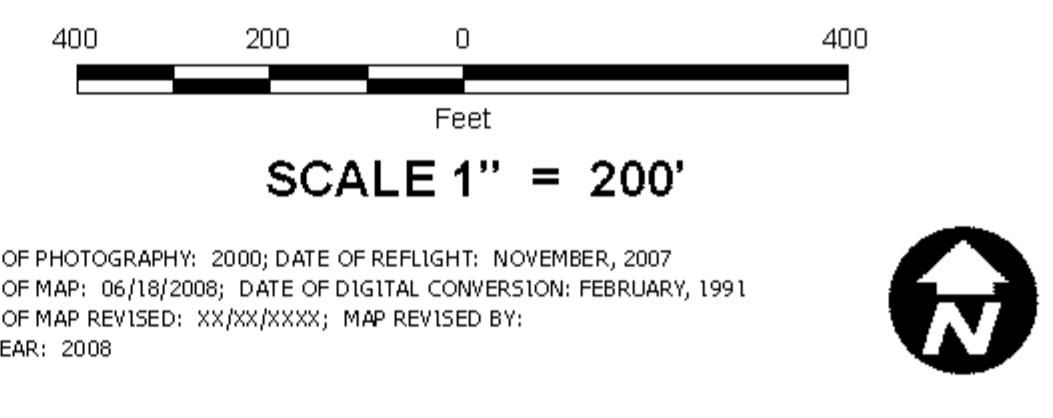 400 200 0 400
Feet
SCALE 1” = 200’
OF PHOTOGRAPHY: 2000; DATE OF REFLIGHT: NOVEMBER, 2007
OF MAP: 06/18/2008; DATE OF DIGITAL CONVERSION: FEBRUARY, 1991
OF MAP REVISED: XX/XX/XXXX; MAP REVISED BY:
EAR: 2008
N